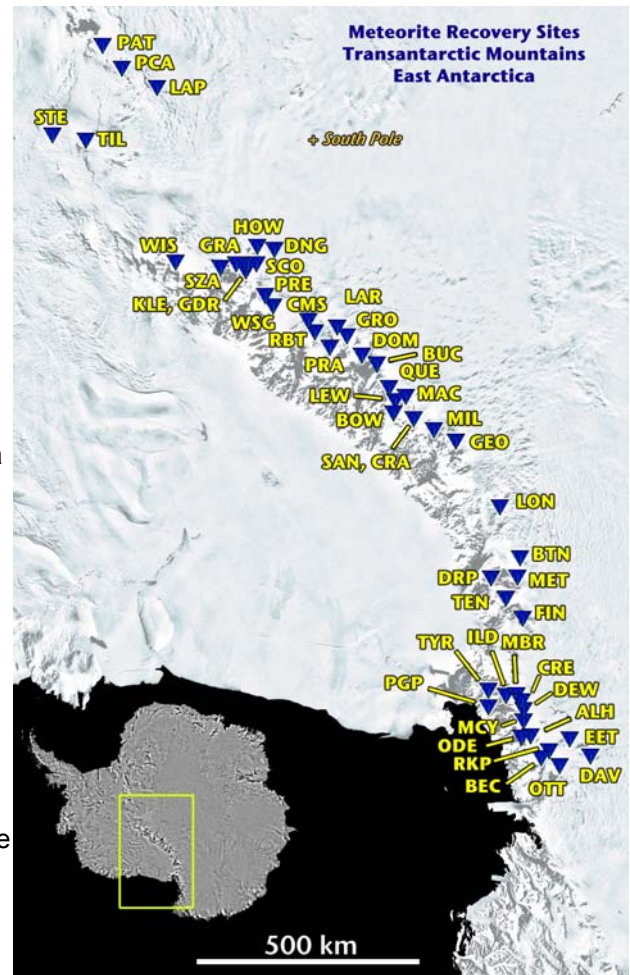 Meteorite Recovery Sites
Transantarctic Mountains
East Antarctica
PAT
PCA
LAP
STE
TIL
+ South Pole
HOW
WIS
GRA
DNG
SZA
SCO
KLE, GDR
PRE
WSG
CMS
LAR
RBT
GRO
PRA
DOM
BUC
QUE
LEW
MAC
BOW
MIL
SAN, CRA
GEO
LON
BTN
DRP
MET
TEN
FIN
TYR
ILD
MBR
PGP
CRE
DEW
MCY
ALH
ODE
EET
RKP
BEC
OTT
DAV
500 km
a
e